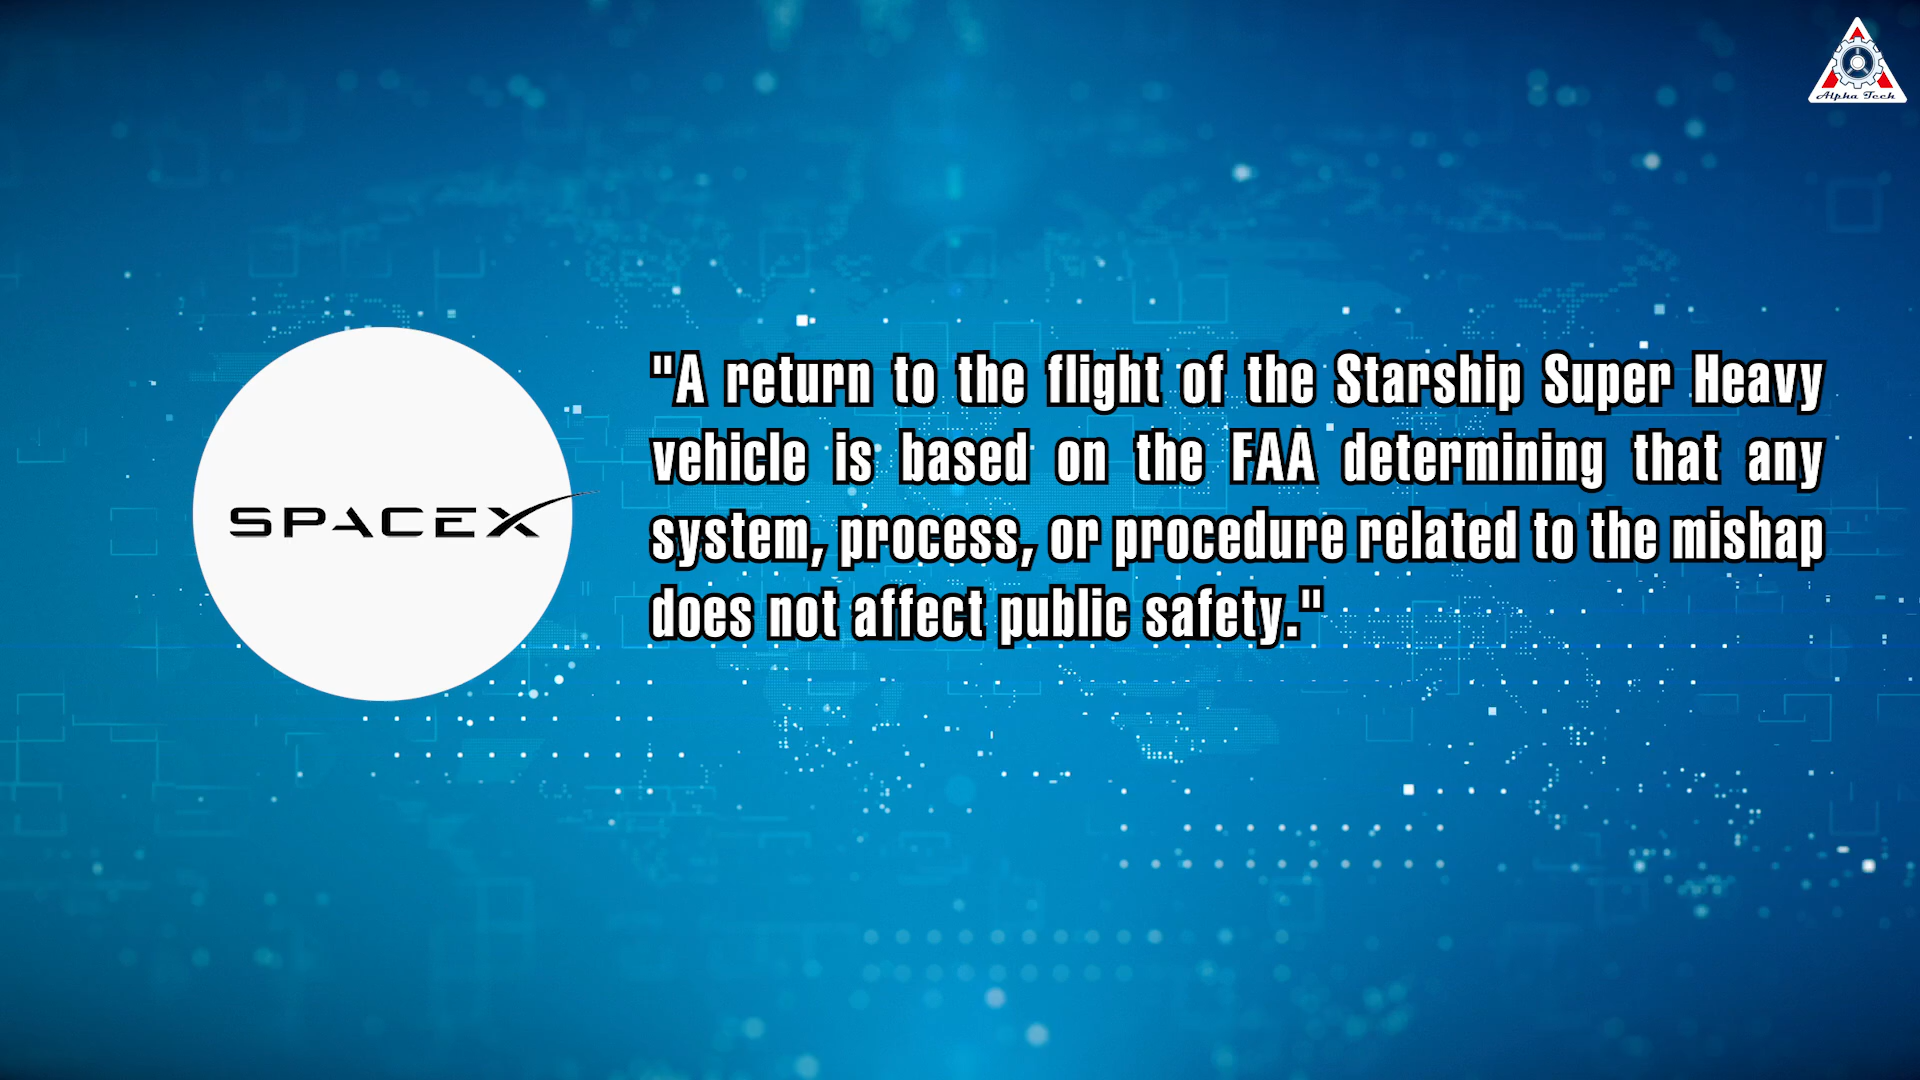 Alpha Tech
SPACEX
"A return to the flight of the Starship Super Heavy
vehicle is based on the FAA determining that any
system, process, or procedure related to the mishap
does not affect public safety."